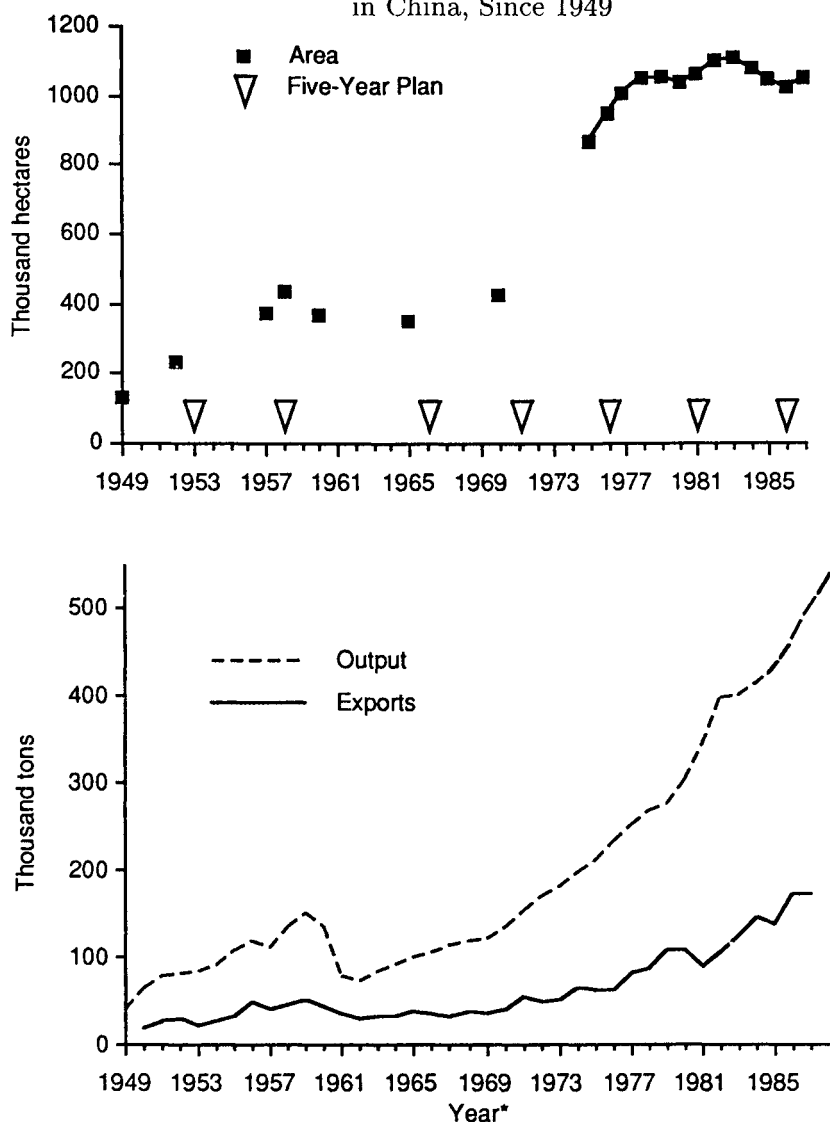 in China, Since 1949
1200
1000
800
600
400
200
0
Thousand hectares
Area
Five-Year Plan
1949 1953 1957 1961 1965 1969 1973 1977 1981 1985
500
400
300
200
100
0
Thousand tons
Output
Exports
1949 1953 1957 1961 1965 1969 1973 1977 1981 1985
Year*